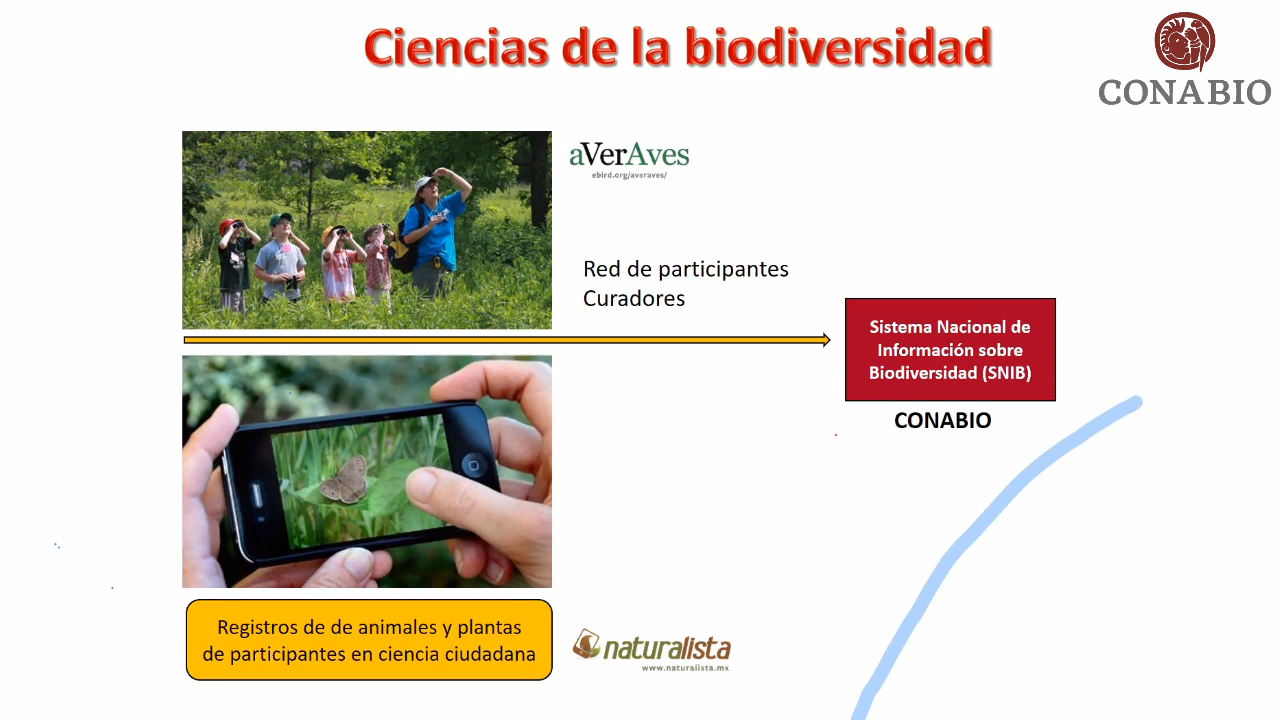 Ciencias de la biodiversidad
CONABIO
aVerAves
ebird.org/averaves/
Red de participantes
Curadores
Sistema Nacional de
Información sobre
Biodiversidad (SNIB)
CONABIO
Registros de de animales y plantas
de participantes en ciencia ciudadana
naturalista
www.naturalista.mx